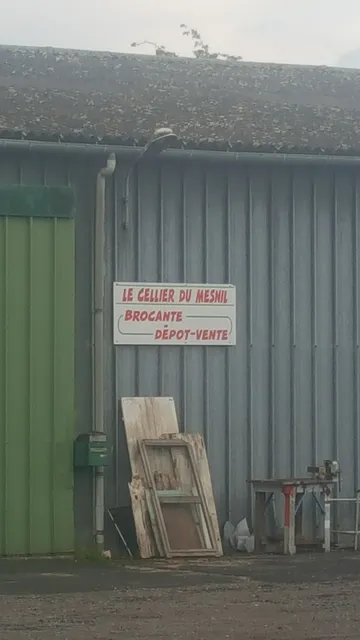 LE CELLIER DU MESNIL
BROCANTE
DÉPOT-VENTE